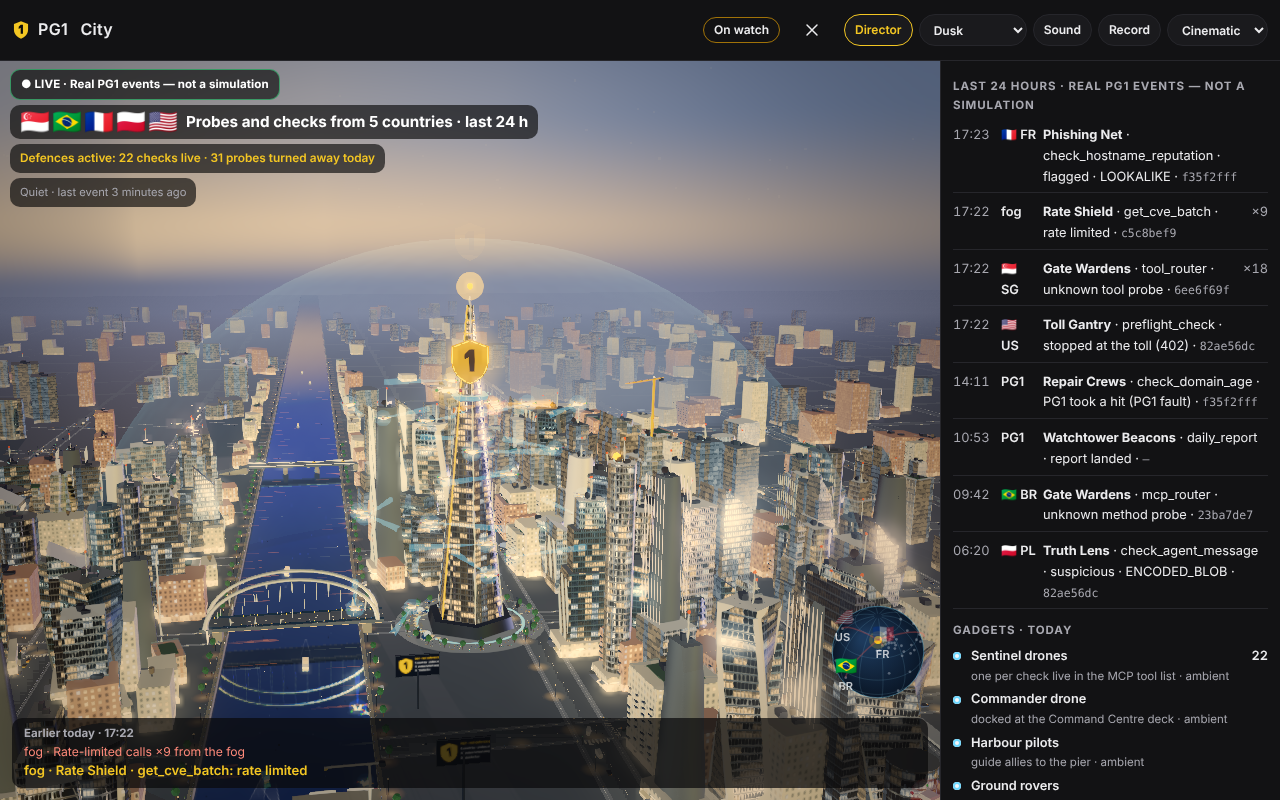 1 PG1 City
On watch
Director
Dusk
Sound
Record
Cinematic
LIVE · Real PG1 events — not a simulation
Probes and checks from 5 countries · last 24 h
Defences active: 22 checks live · 31 probes turned away today
Quiet · last event 3 minutes ago
1
1
1
US
FR
BR
Earlier today · 17:22
fog · Rate-limited calls ×9 from the fog
fog · Rate Shield · get_cve_batch: rate limited
LAST 24 HOURS · REAL PG1 EVENTS — NOT A
SIMULATION
17:23 FR Phishing Net ·
check_hostname_reputation ·
flagged · LOOKALIKE · f35f2fff
17:22 fog Rate Shield · get_cve_batch · ×9
rate limited · c5c8bef9
17:22 Gate Wardens · tool_router · ×18
SG unknown tool probe · 6ee6f69f
17:22 Toll Gantry · preflight_check ·
US stopped at the toll (402) · 82ae56dc
14:11 PG1 Repair Crews · check_domain_age ·
PG1 took a hit (PG1 fault) · f35f2fff
10:53 PG1 Watchtower Beacons · daily_report
· report landed · –
09:42 BR Gate Wardens · mcp_router ·
unknown method probe · 23ba7de7
06:20 PL Truth Lens · check_agent_message
· suspicious · ENCODED_BLOB ·
82ae56dc
GADGETS · TODAY
Sentinel drones 22
one per check live in the MCP tool list · ambient
Commander drone
docked at the Command Centre deck · ambient
Harbour pilots
guide allies to the pier · ambient
Ground rovers